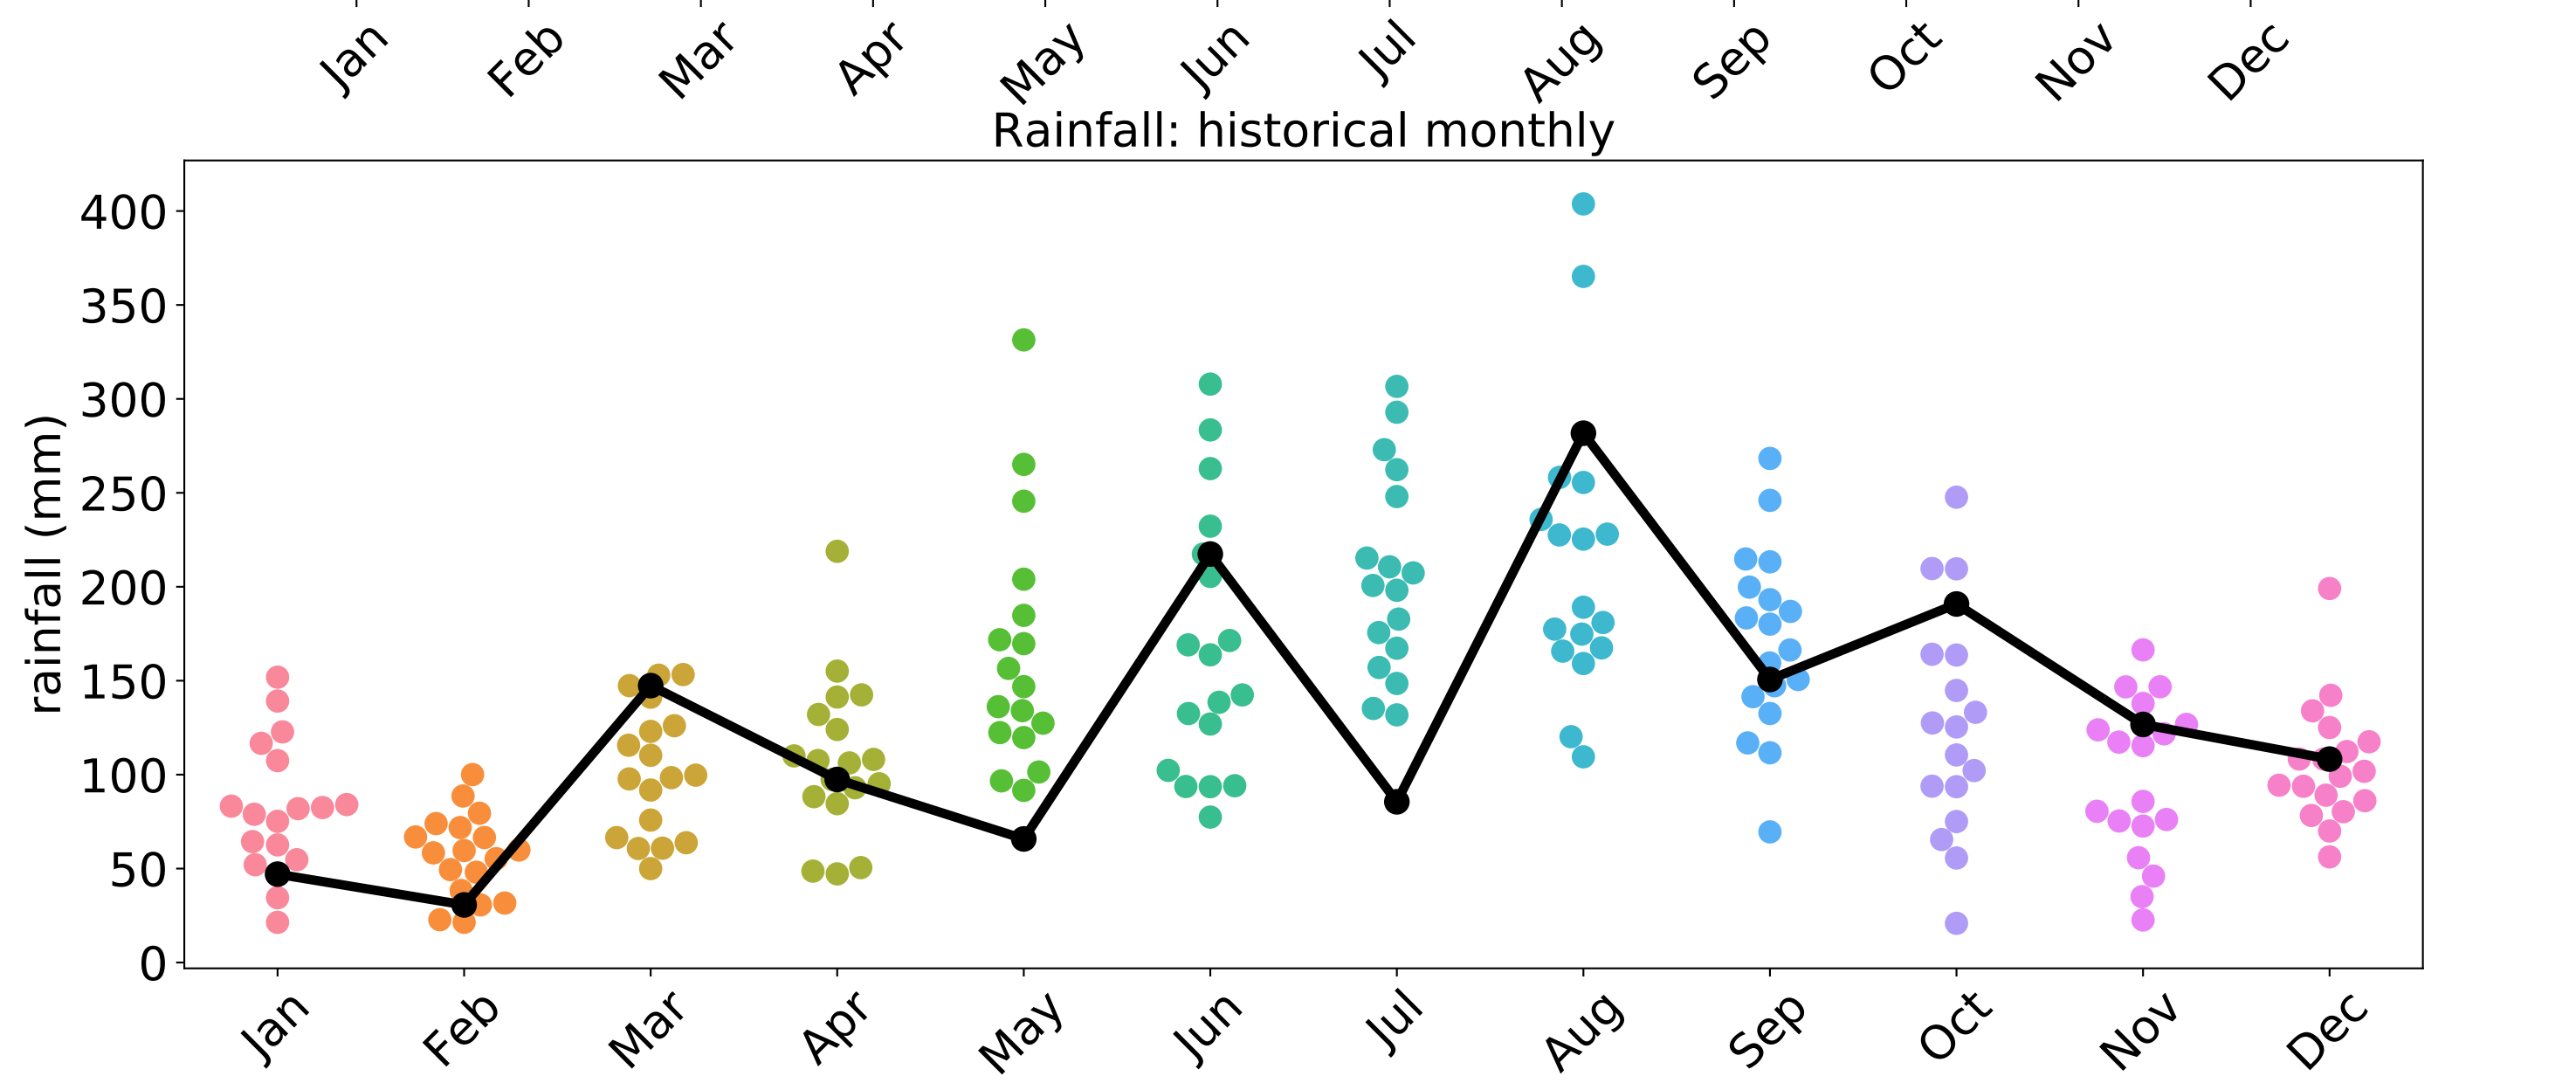 Jan Feb Mar Apr May Jun Jul Aug Sep Oct Nov Dec
Rainfall: historical monthly
rainfall (mm)
400
350
300
250
200
150
100
50
0
Jan Feb Mar Apr May Jun Jul Aug Sep Oct Nov Dec